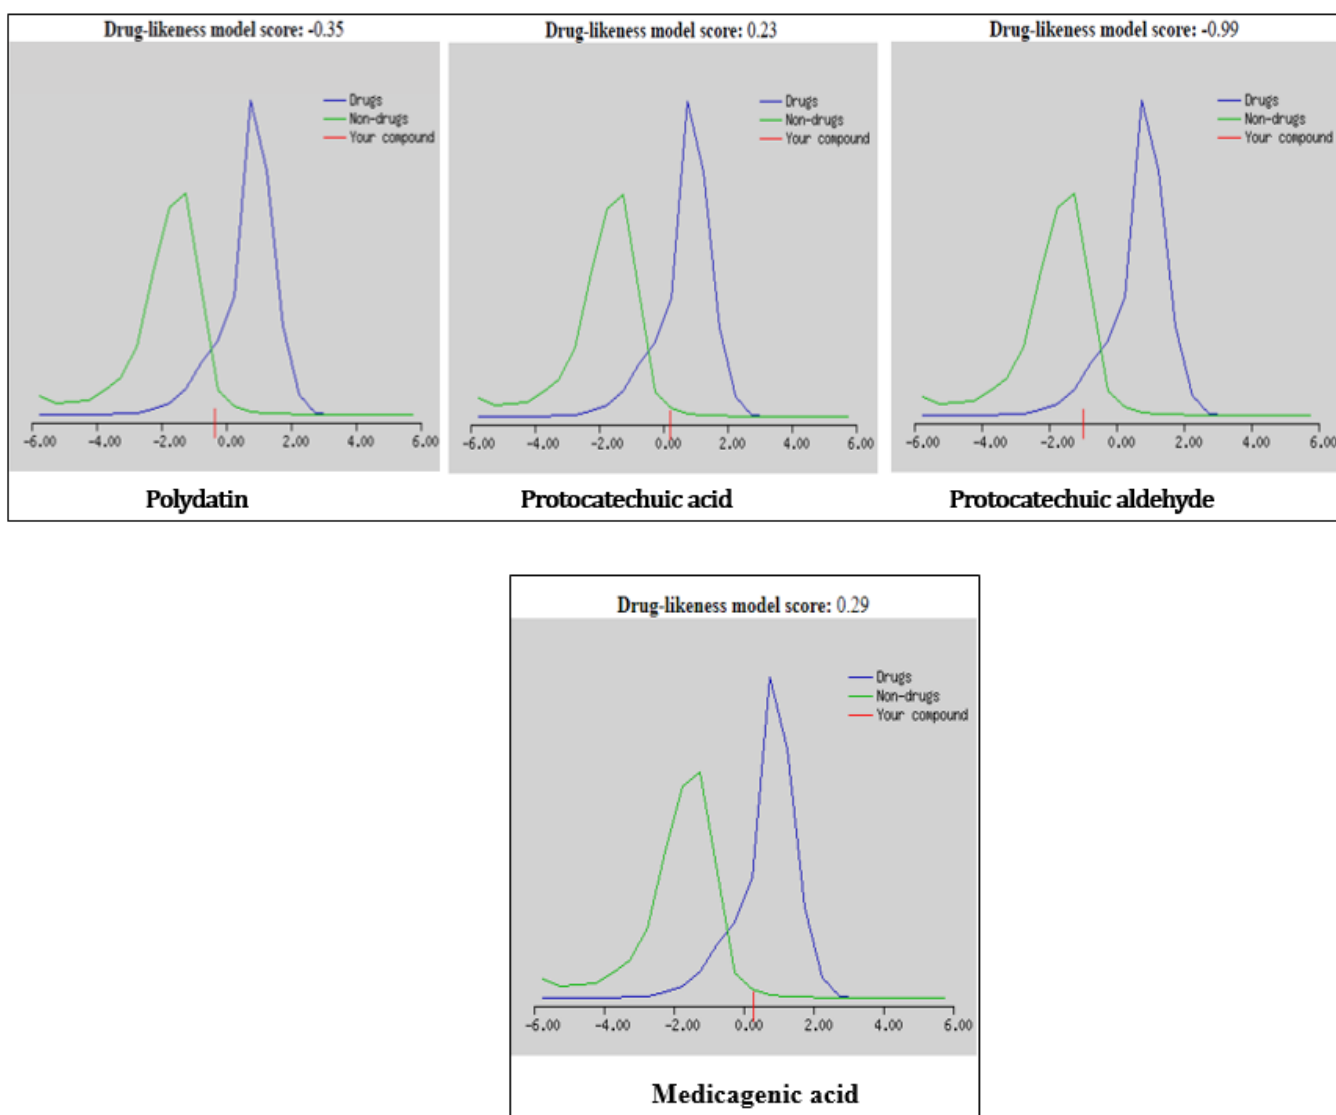 Drug-likeness model score: -0.35
Drugs
Non-drugs
Your compound
-6.00 -4.00 -2.00 0.00 2.00 4.00 6.00
Polydatin
Drug-likeness model score: 0.23
Drugs
Non-drugs
Your compound
-6.00 -4.00 -2.00 0.00 2.00 4.00 6.00
Protocatechuic acid
Drug-likeness model score: -0.99
Drugs
Non-drugs
Your compound
-6.00 -4.00 -2.00 0.00 2.00 4.00 6.00
Protocatechuic aldehyde
Drug-likeness model score: 0.29
Drugs
Non-drugs
Your compound
-6.00 -4.00 -2.00 0.00 2.00 4.00 6.00
Medicagenic acid